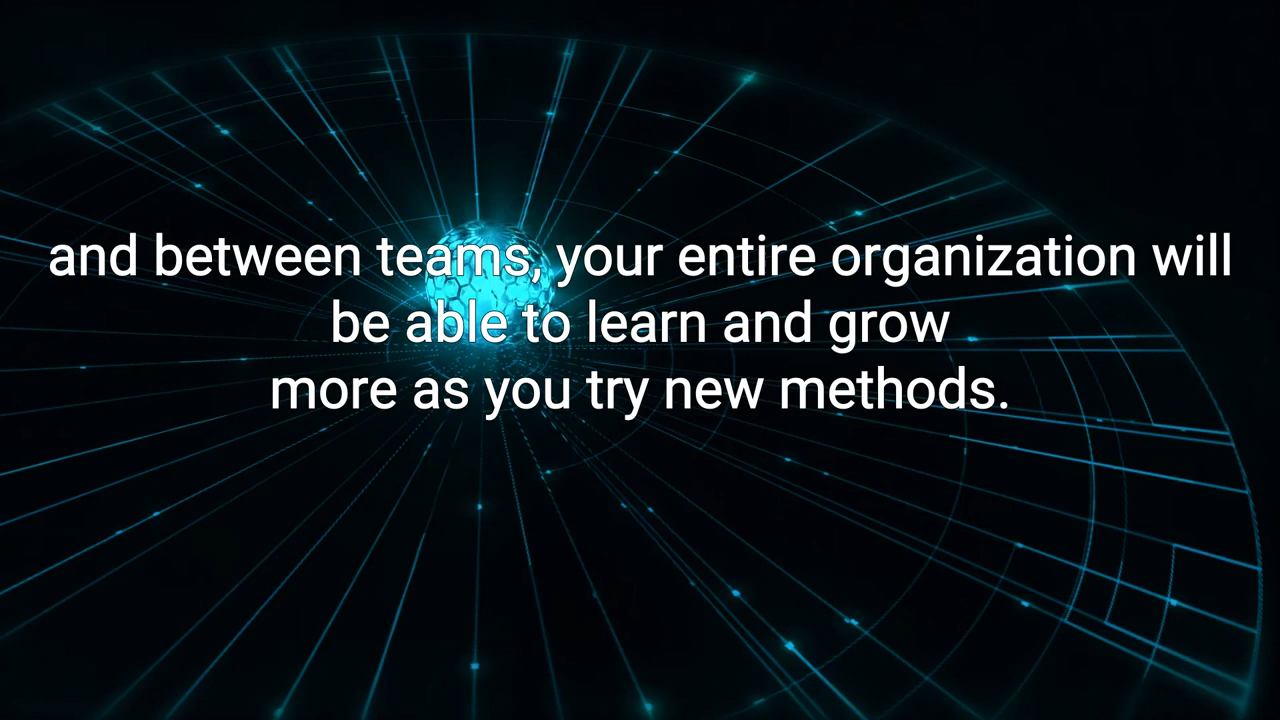 and between teams, your entire organization will
be able to learn and grow
more as you try new methods.